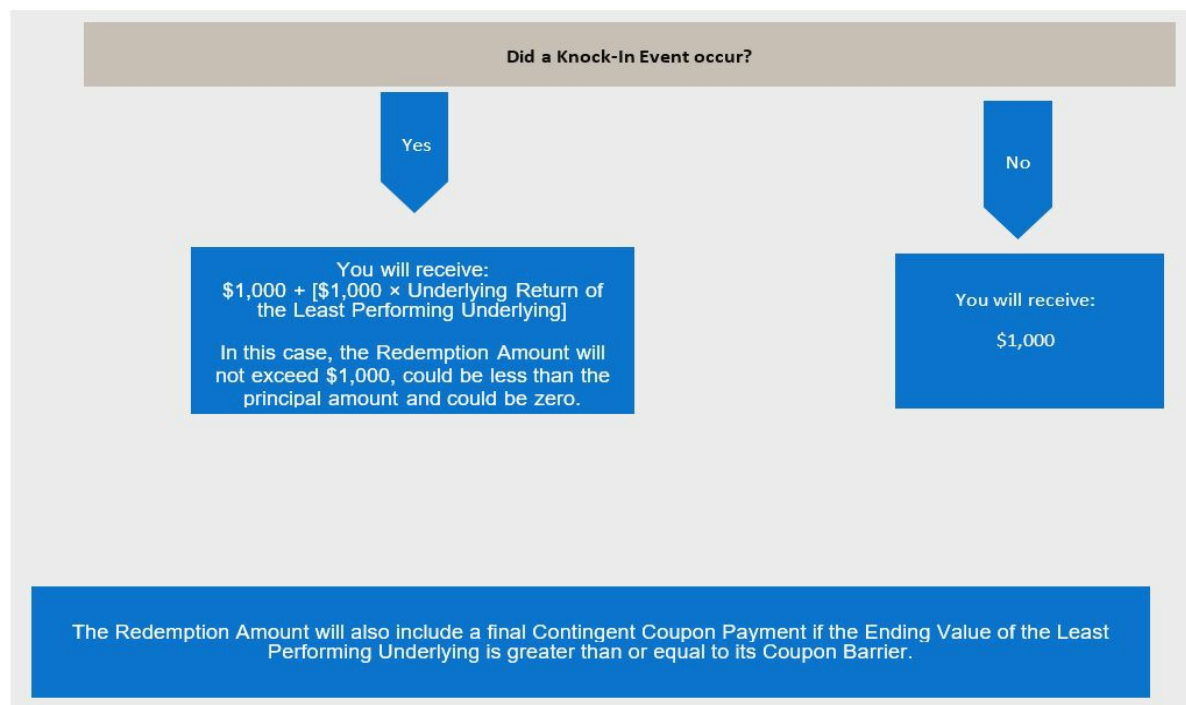 Did a Knock-In Event occur?
Yes
No
You will receive:
$1,000 + [$1,000 × Underlying Return of
the Least Performing Underlying]
In this case, the Redemption Amount will
not exceed $1,000, could be less than the
principal amount and could be zero.
You will receive:
$1,000
The Redemption Amount will also include a final Contingent Coupon Payment if the Ending Value of the Least
Performing Underlying is greater than or equal to its Coupon Barrier.